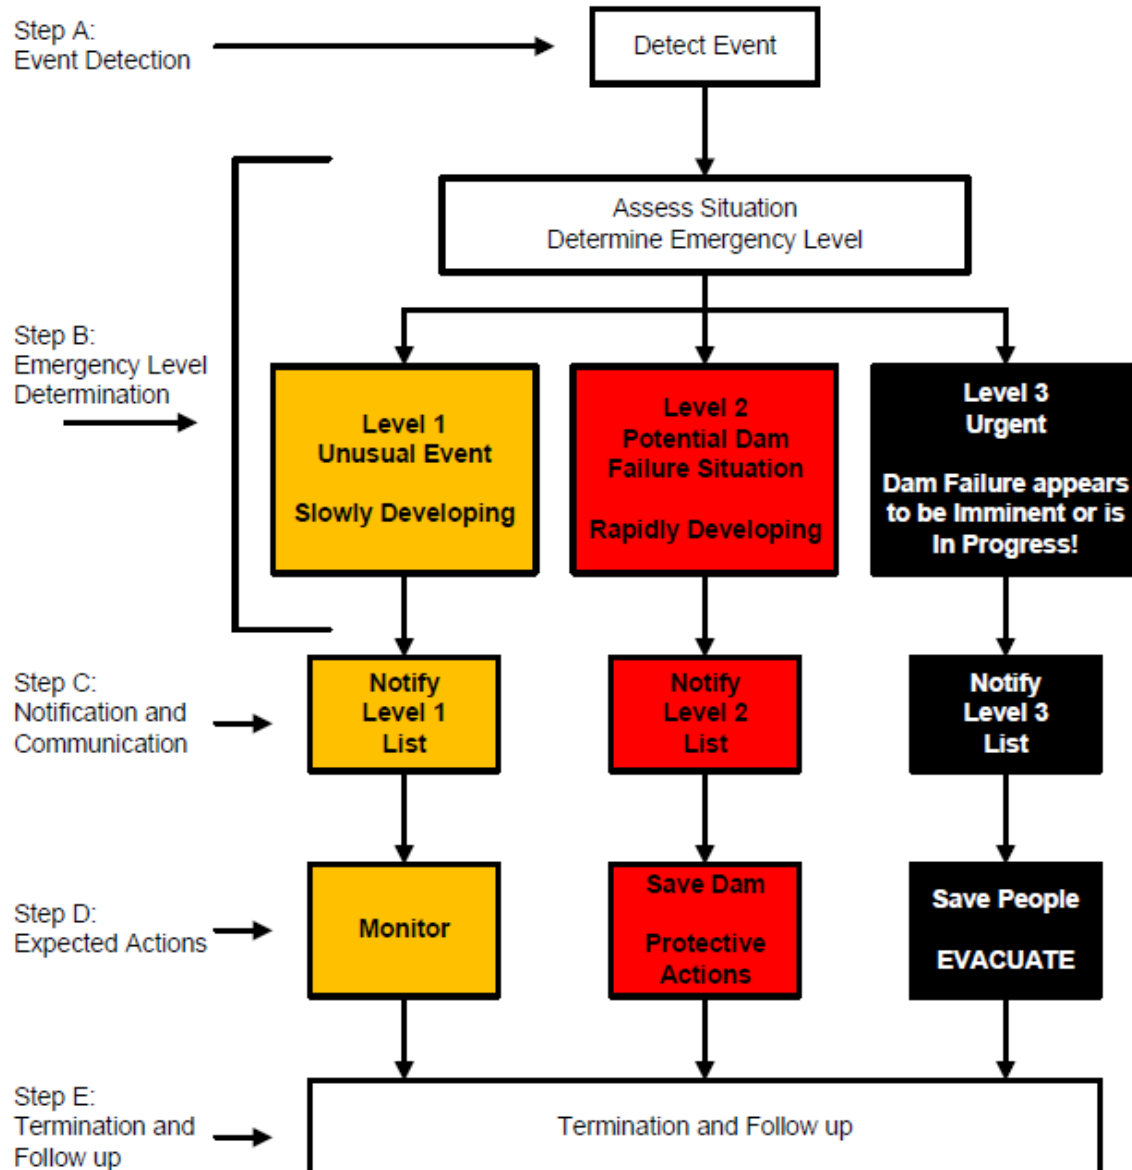 Step A:
Event Detection
Detect Event
Assess Situation
Determine Emergency Level
Step B:
Emergency Level
Determination
Level 1
Unusual Event
Slowly Developing
Level 2
Potential Dam
Failure Situation
Rapidly Developing
Level 3
Urgent
Dam Failure appears
to be Imminent or is
In Progress!
Step C:
Notification and
Communication
Notify
Level 1
List
Notify
Level 2
List
Notify
Level 3
List
Step D:
Expected Actions
Monitor
Save Dam
Protective
Actions
Save People
EVACUATE
Step E:
Termination and
Follow up
Termination and Follow up